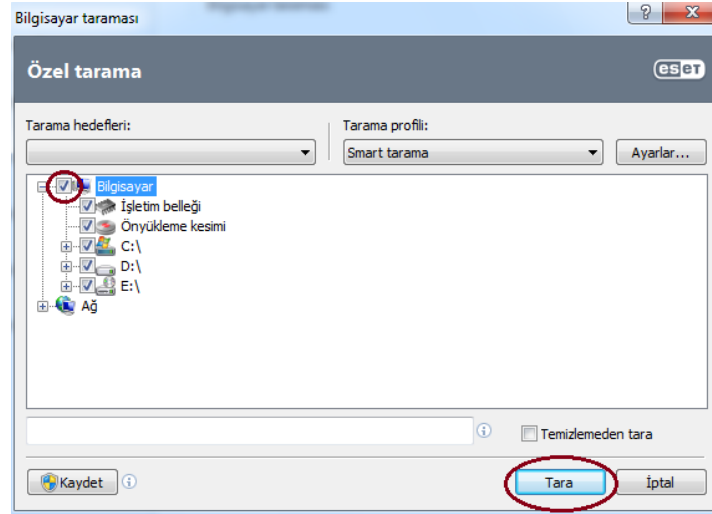 Bilgisayar taraması
Özel tarama
eset
Tarama hedefleri:
Tarama profili:
Smart tarama
Ayarlar...
Bilgisayar
İşletim belleği
Önyükleme kesimi
C:\
D:\
E:\
Ağ
Temizlemeden tara
Kaydet
Tara
İptal